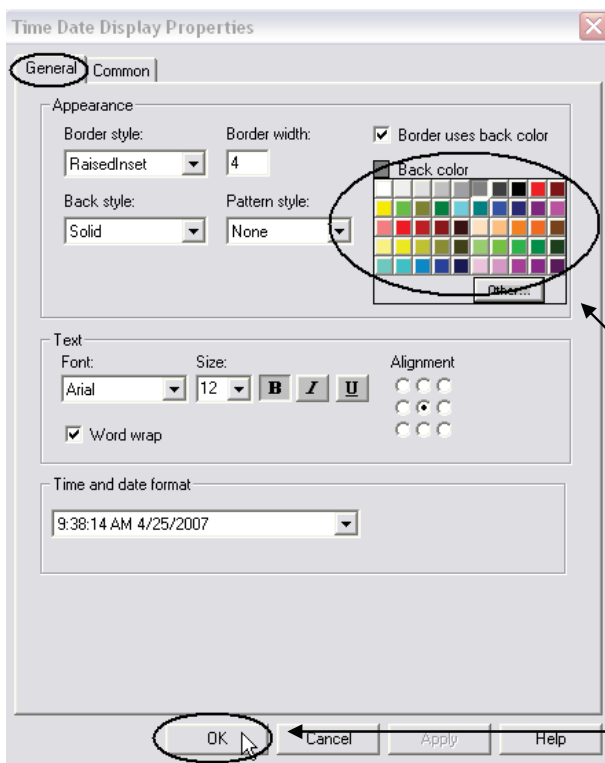 Time Date Display Properties
General Common
Appearance
Border style: Border width: Border uses back color
RaisedInset 4 Back color
Back style: Pattern style:
Solid None
Other...
Text
Font: Size: Alignment
Arial 12 B I U
Word wrap
Time and date format
9:38:14 AM 4/25/2007
OK Cancel Apply Help